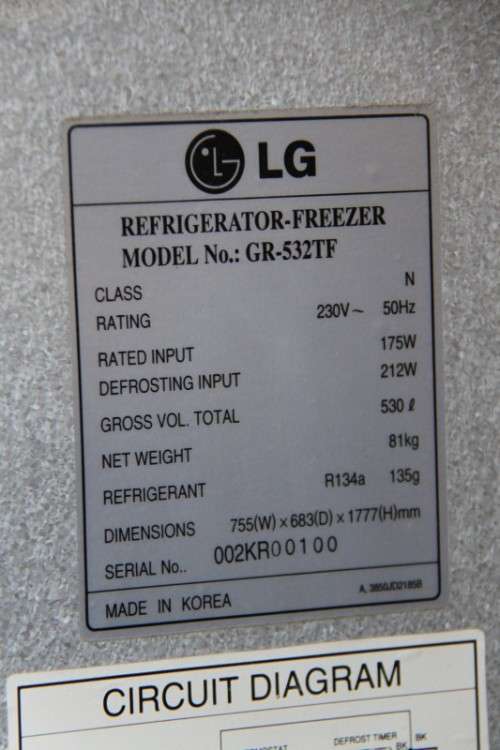 LG
REFRIGERATOR-FREEZER
MODEL No.: GR-532TF
CLASS N
RATING 230V~ 50Hz
RATED INPUT 175W
DEFROSTING INPUT 212W
GROSS VOL. TOTAL 530 ℓ
NET WEIGHT 81kg
REFRIGERANT R134a 135g
DIMENSIONS 755(W)×683(D)×1777(H)mm
SERIAL No.. 002KR00100
MADE IN KOREA A, 3850JD2185B
CIRCUIT DIAGRAM
DEFROST TIMER BK